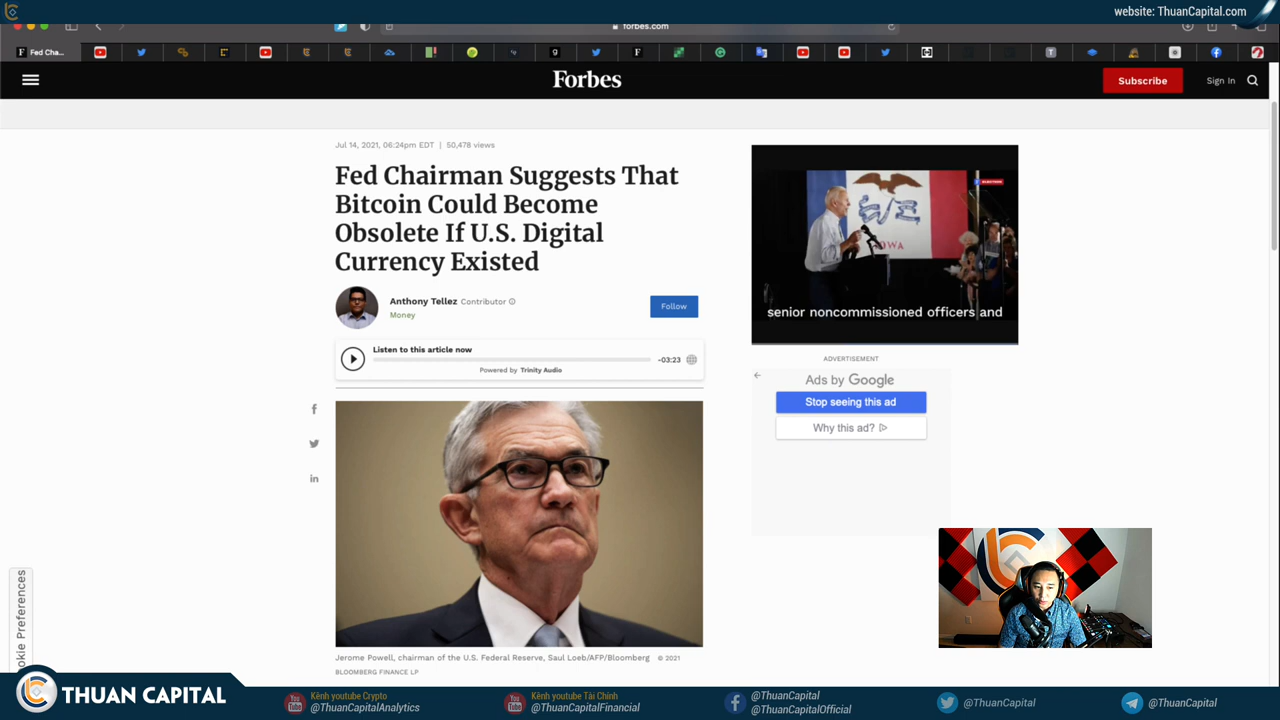 website: ThuanCapital.com
forbes.com
Fed Cha...
Forbes
Subscribe
Sign In
Jul 14, 2021, 06:24pm EDT | 50,478 views
Fed Chairman Suggests That
Bitcoin Could Become
Obsolete If U.S. Digital
Currency Existed
Anthony Tellez Contributor
Money
Follow
Listen to this article now
-03:23
Powered by Trinity Audio
SUBSCRIBE
senior noncommissioned officers and
ADVERTISEMENT
Ads by Google
Stop seeing this ad
Why this ad?
Jerome Powell, chairman of the U.S. Federal Reserve, Saul Loeb/AFP/Bloomberg © 2021
BLOOMBERG FINANCE LP
okie Preferences
THUAN CAPITAL
Kênh youtube Crypto
@ThuanCapitalAnalytics
Kênh youtube Tài Chính
@ThuanCapitalFinancial
@ThuanCapital
@ThuanCapitalOfficial
@ThuanCapital
@ThuanCapital